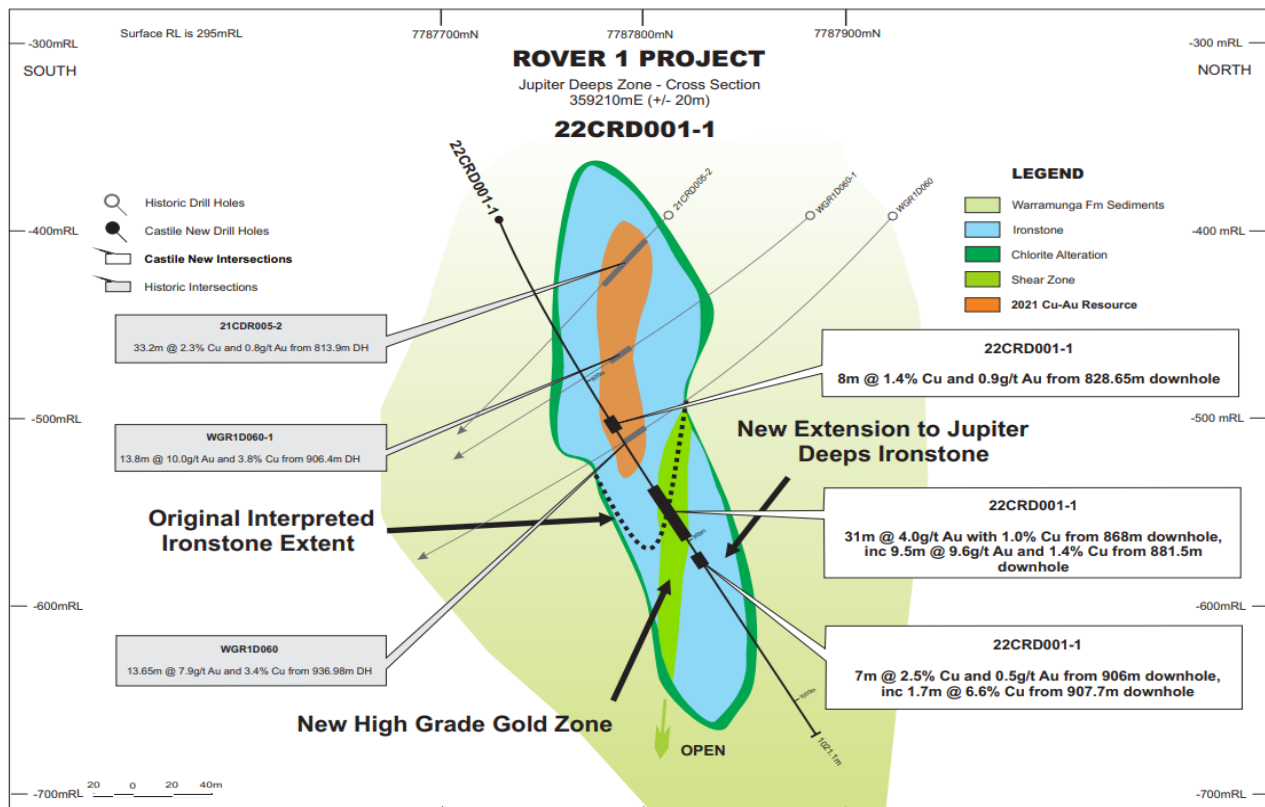 Surface RL is 295mRL
7787700mN
7787800mN
7787900mN
-300mRL
-300 mRL
SOUTH
NORTH
ROVER 1 PROJECT
Jupiter Deeps Zone - Cross Section
359210mE (+/- 20m)
22CRD001-1
22CRD001-1
21CRD005-2
WGR1D060-1
WGR1D060
Historic Drill Holes
Castile New Drill Holes
Castile New Intersections
Historic Intersections
LEGEND
Warramunga Fm Sediments
Ironstone
Chlorite Alteration
Shear Zone
2021 Cu-Au Resource
-400mRL
-400 mRL
21CDR005-2
33.2m @ 2.3% Cu and 0.8g/t Au from 813.9m DH
22CRD001-1
8m @ 1.4% Cu and 0.9g/t Au from 828.65m downhole
800m
-500mRL
-500 mRL
WGR1D060-1
13.8m @ 10.0g/t Au and 3.8% Cu from 906.4m DH
New Extension to Jupiter
Deeps Ironstone
Original Interpreted
Ironstone Extent
22CRD001-1
31m @ 4.0g/t Au with 1.0% Cu from 868m downhole,
inc 9.5m @ 9.6g/t Au and 1.4% Cu from 881.5m
downhole
900m
-600mRL
-600mRL
WGR1D060
13.65m @ 7.9g/t Au and 3.4% Cu from 936.98m DH
22CRD001-1
7m @ 2.5% Cu and 0.5g/t Au from 906m downhole,
inc 1.7m @ 6.6% Cu from 907.7m downhole
1000m
New High Grade Gold Zone
OPEN
1021.1m
20 0 20 40m
-700mRL
-700mRL